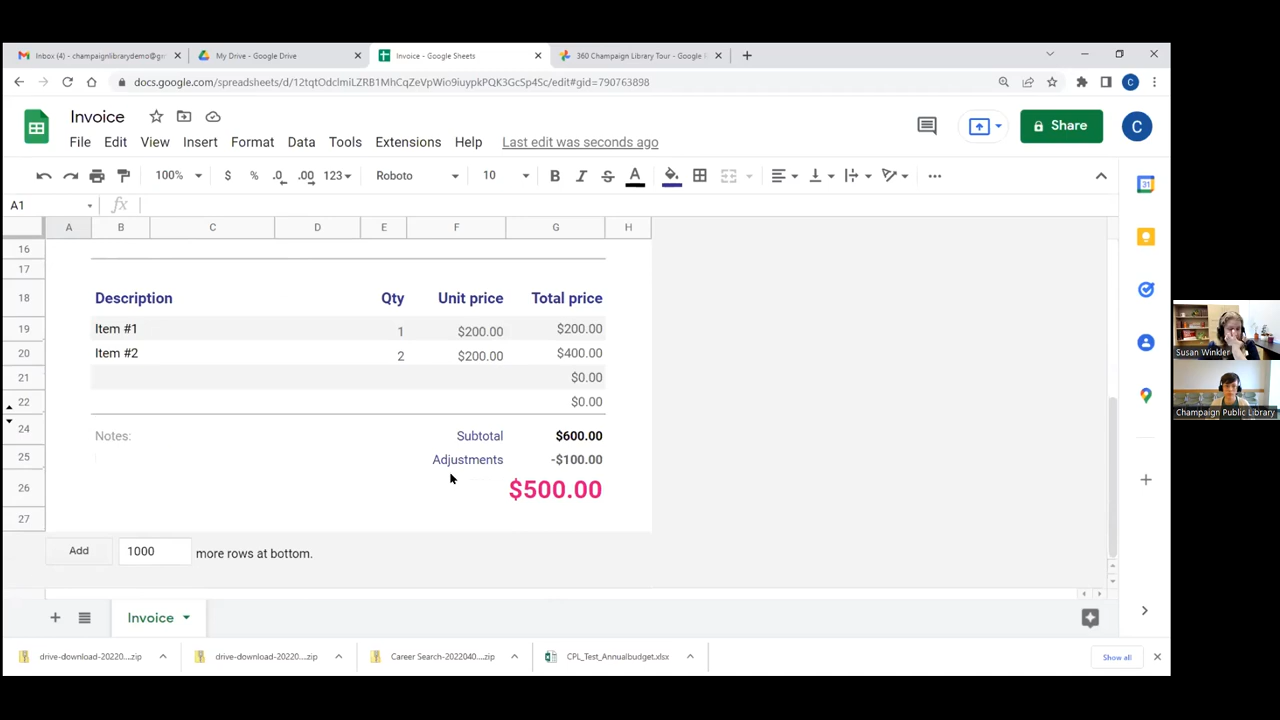 Inbox (4) - champaignlibrarydemo@gm
My Drive - Google Drive
Invoice - Google Sheets
360 Champaign Library Tour - Google P
docs.google.com/spreadsheets/d/12tqtOdclmiLZRB1MhCqZeVpWio9iuypkPQK3GcSp4Sc/edit#gid=790763898
C
Invoice
File Edit View Insert Format Data Tools Extensions Help Last edit was seconds ago
Share
C
100% $ % .0 .00 123 Roboto 10 B I S A
31
A1 fx
A B C D E F G H
16
17
18 Description Qty Unit price Total price
19 Item #1 1 $200.00 $200.00
20 Item #2 2 $200.00 $400.00
21 $0.00
22 $0.00
24 Notes: Subtotal $600.00
25 Adjustments -$100.00
26 $500.00
27
Add 1000 more rows at bottom.
Invoice
drive-download-20220....zip
drive-download-20220....zip
Career Search-2022040....zip
CPL_Test_Annualbudget.xlsx
Show all
Susan Winkler
Champaign Public Library